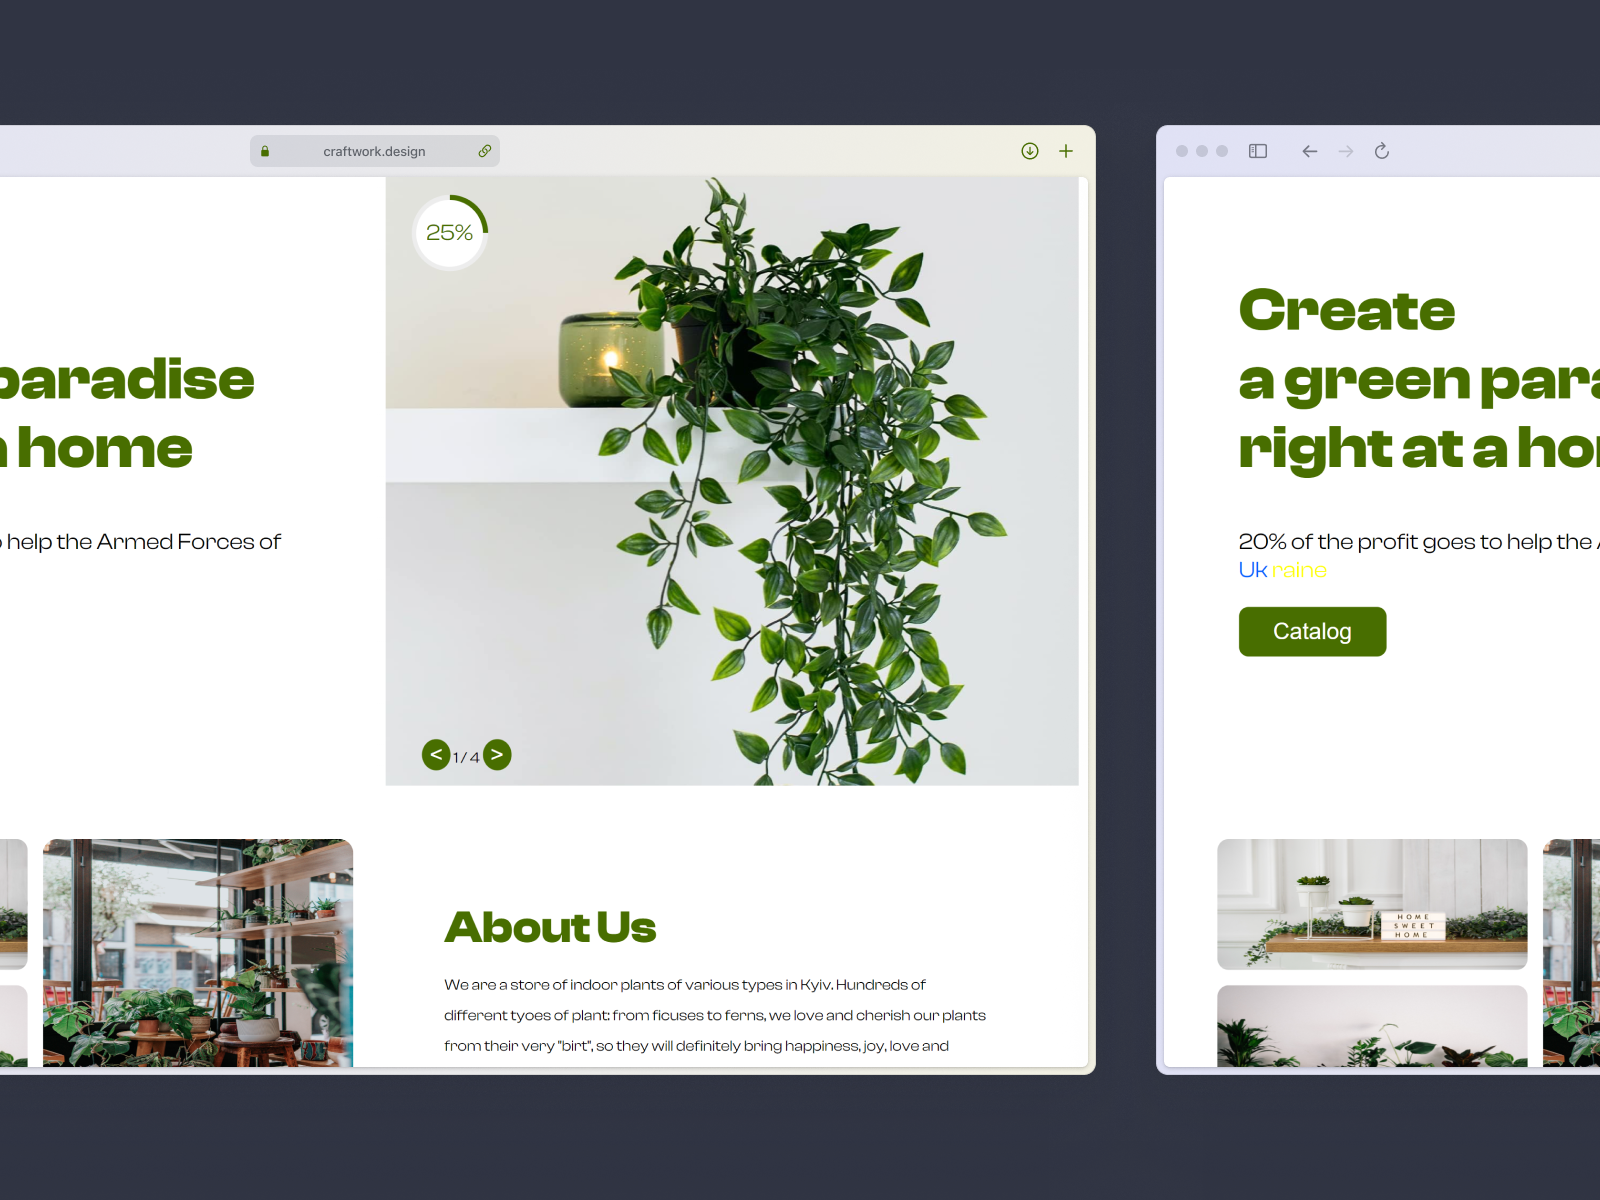 craftwork.design
25%
paradise
home
help the Armed Forces of
< 1 / 4 >
About Us
We are a store of indoor plants of various types in Kyiv. Hundreds of
different tyoes of plant: from ficuses to ferns, we love and cherish our plants
from their very "birt", so they will definitely bring happiness, joy, love and
Create
a green para
right at a ho
20% of the profit goes to help the
Uk raine
Catalog
HOME
SWEET
HOME